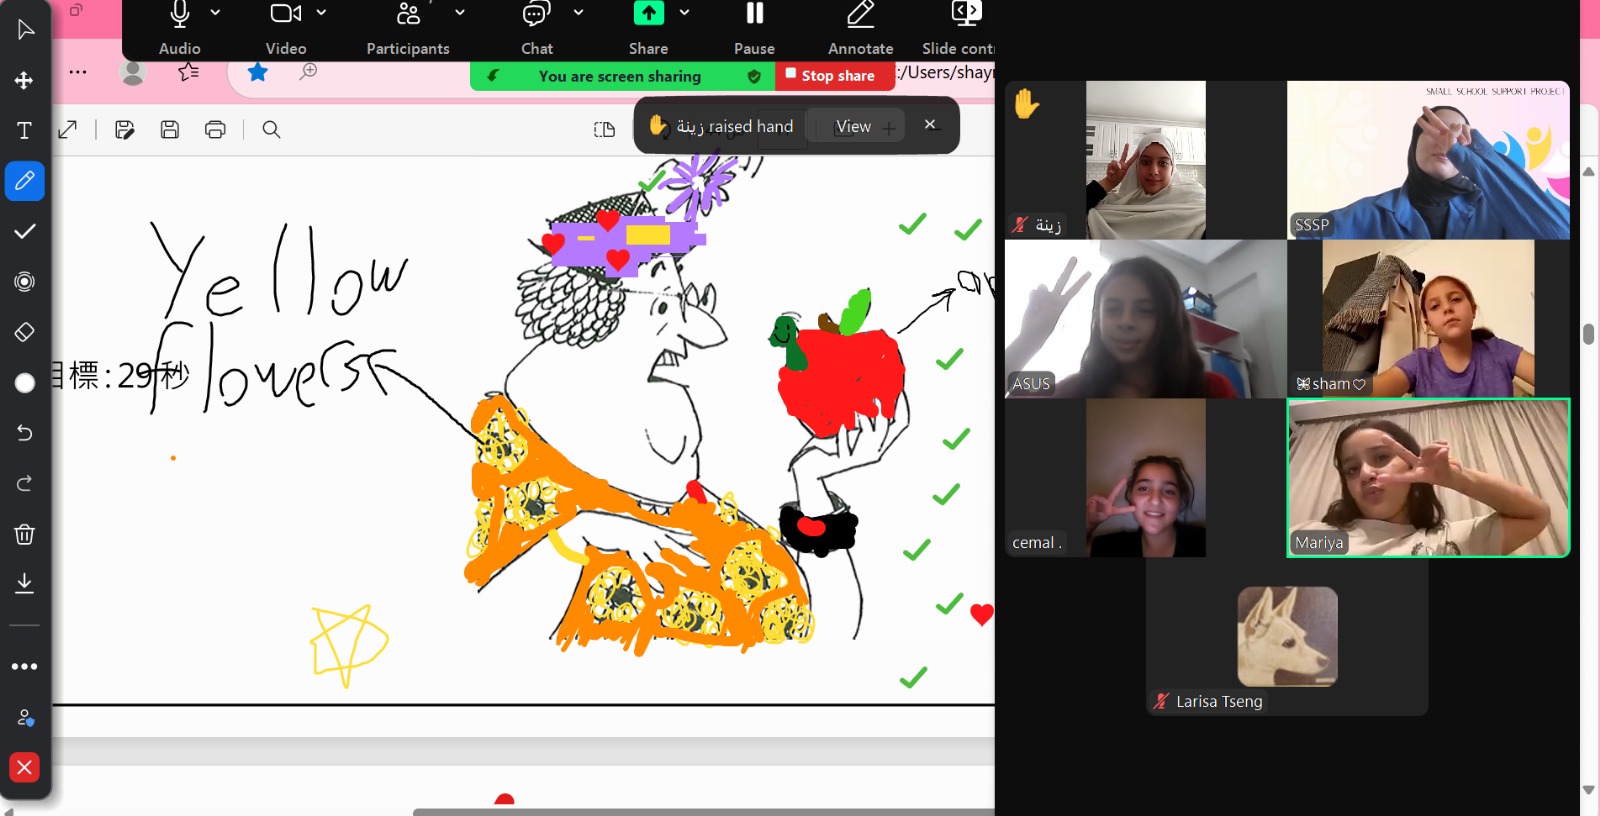 Audio
Video
Participants
Chat
Share
Pause
Annotate
Slide cont
You are screen sharing
Stop share
:/Users/shayn
زينة raised hand
View
Yellow
flowers
目標:29秒
SMALL SCHOOL SUPPORT PROJECT
زينة
SSSP
ASUS
sham♡
cemal .
Mariya
Larisa Tseng